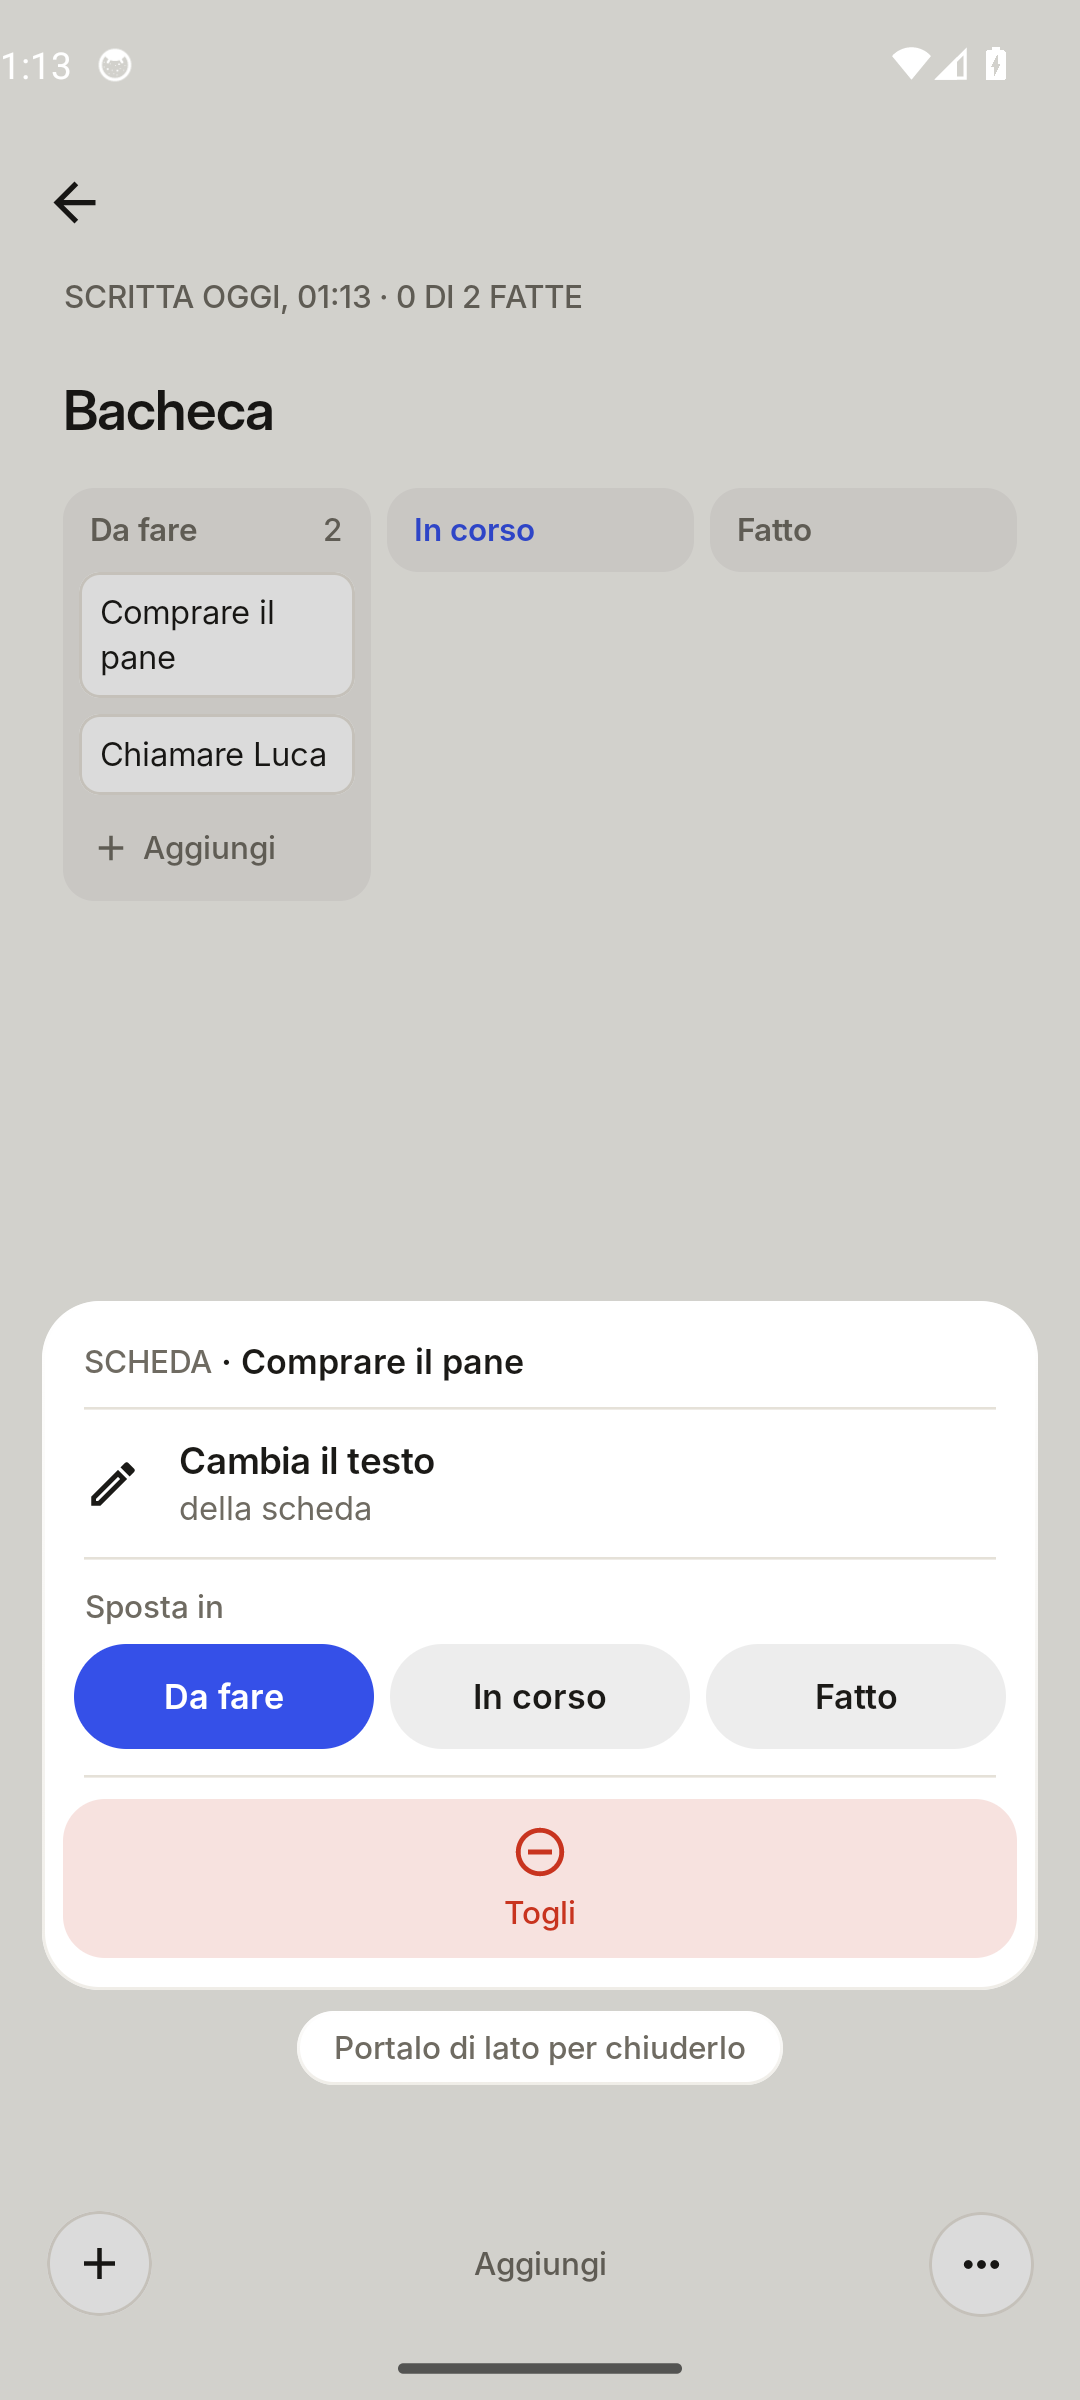 1:13
SCRITTA OGGI, 01:13 · 0 DI 2 FATTE
Bacheca
Da fare 2
In corso
Fatto
Comprare il
pane
Chiamare Luca
+ Aggiungi
SCHEDA · Comprare il pane
Cambia il testo
della scheda
Sposta in
Da fare
In corso
Fatto
Togli
Portalo di lato per chiuderlo
Aggiungi